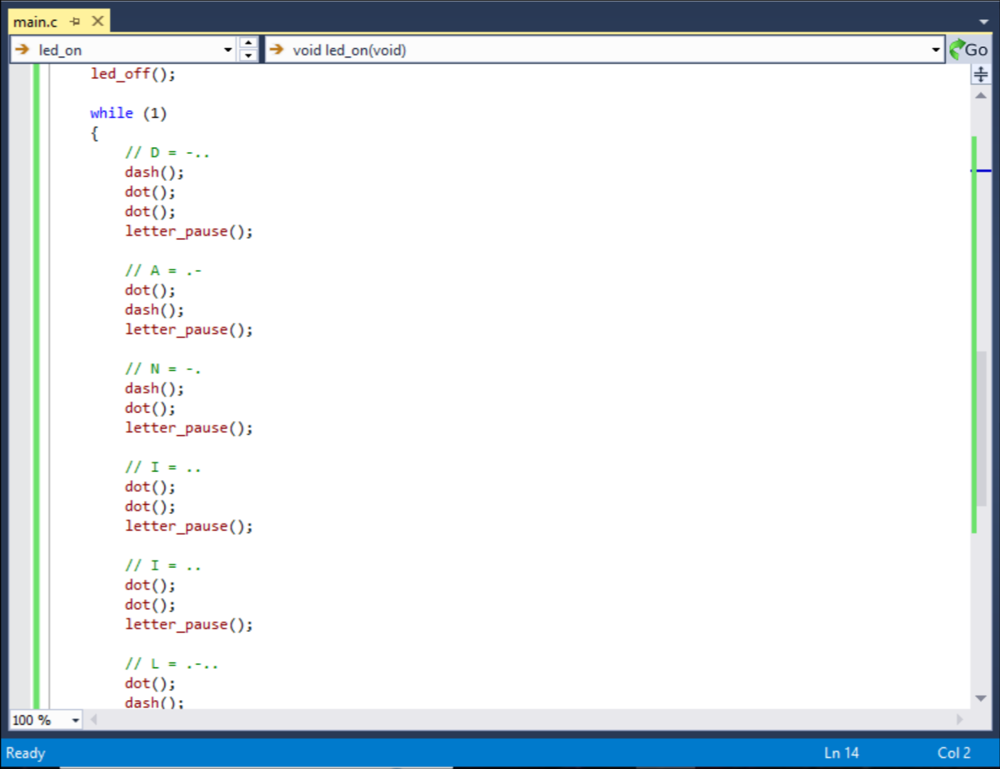 main.c
led_on
void led_on(void)
Go
led_off();
while (1)
{
// D = -..
dash();
dot();
dot();
letter_pause();
// A = .-
dot();
dash();
letter_pause();
// N = -.
dash();
dot();
letter_pause();
// I = ..
dot();
dot();
letter_pause();
// I = ..
dot();
dot();
letter_pause();
// L = .-..
dot();
dash();
100 %
Ready
Ln 14
Col 2